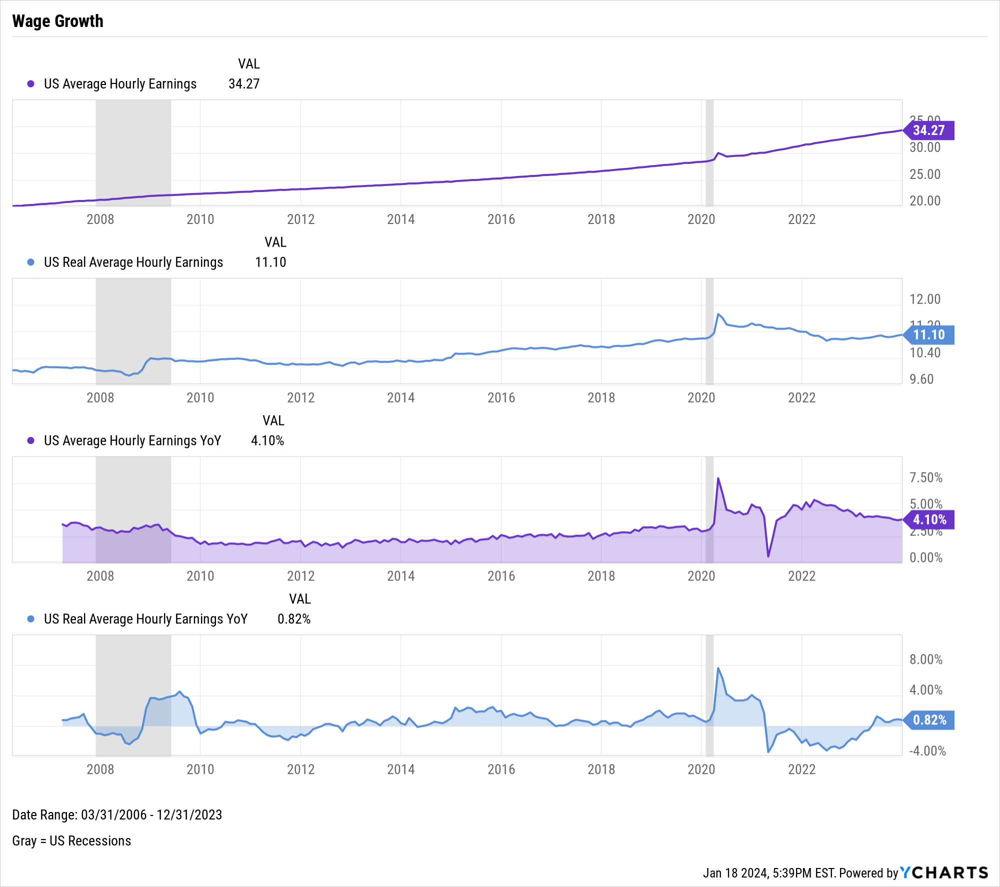 Wage Growth
VAL
US Average Hourly Earnings 34.27
35.00
34.27
30.00
25.00
20.00
2008 2010 2012 2014 2016 2018 2020 2022
VAL
US Real Average Hourly Earnings 11.10
12.00
11.20
11.10
10.40
9.60
2008 2010 2012 2014 2016 2018 2020 2022
VAL
US Average Hourly Earnings YoY 4.10%
7.50%
5.00%
4.10%
2.50%
0.00%
2008 2010 2012 2014 2016 2018 2020 2022
VAL
US Real Average Hourly Earnings YoY 0.82%
8.00%
4.00%
0.82%
-4.00%
2008 2010 2012 2014 2016 2018 2020 2022
Date Range: 03/31/2006 - 12/31/2023
Gray = US Recessions
Jan 18 2024, 5:39PM EST. Powered by YCHARTS